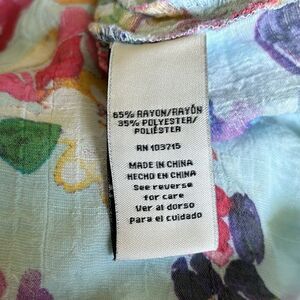 65% RAYON/RAYÓN
35% POLYESTER/
POLIÉSTER
RN 103715
MADE IN CHINA
HECHO EN CHINA
See reverse
for care
Ver al dorso
Para el cuidado